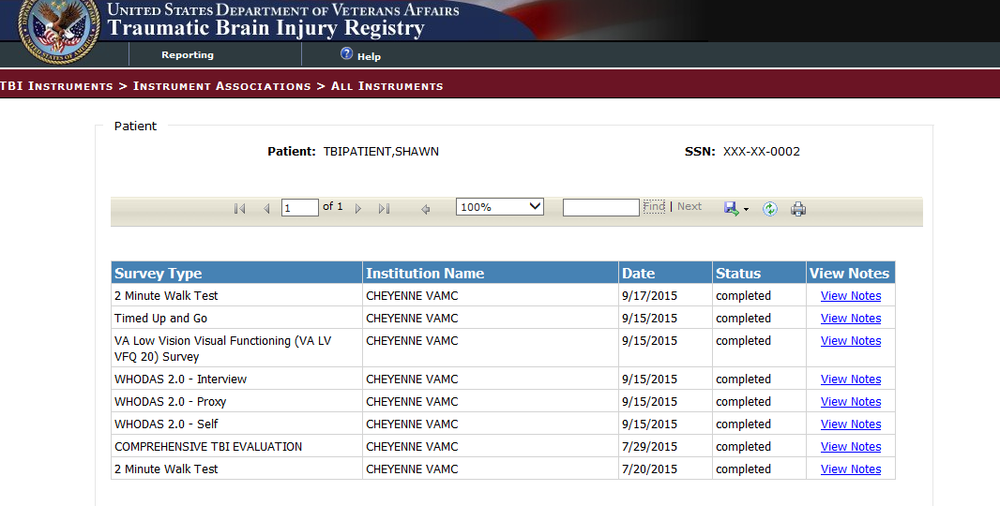 UNITED STATES DEPARTMENT OF VETERANS AFFAIRS
Traumatic Brain Injury Registry
Reporting
Help
TBI INSTRUMENTS > INSTRUMENT ASSOCIATIONS > ALL INSTRUMENTS
Patient
Patient: TBIPATIENT,SHAWN SSN: XXX-XX-0002
1 of 1 100% Find | Next
Survey Type Institution Name Date Status View Notes
2 Minute Walk Test CHEYENNE VAMC 9/17/2015 completed View Notes
Timed Up and Go CHEYENNE VAMC 9/15/2015 completed View Notes
VA Low Vision Visual Functioning (VA LV CHEYENNE VAMC 9/15/2015 completed View Notes
VFQ 20) Survey
WHODAS 2.0 - Interview CHEYENNE VAMC 9/15/2015 completed View Notes
WHODAS 2.0 - Proxy CHEYENNE VAMC 9/15/2015 completed View Notes
WHODAS 2.0 - Self CHEYENNE VAMC 9/15/2015 completed View Notes
COMPREHENSIVE TBI EVALUATION CHEYENNE VAMC 7/29/2015 completed View Notes
2 Minute Walk Test CHEYENNE VAMC 7/20/2015 completed View Notes